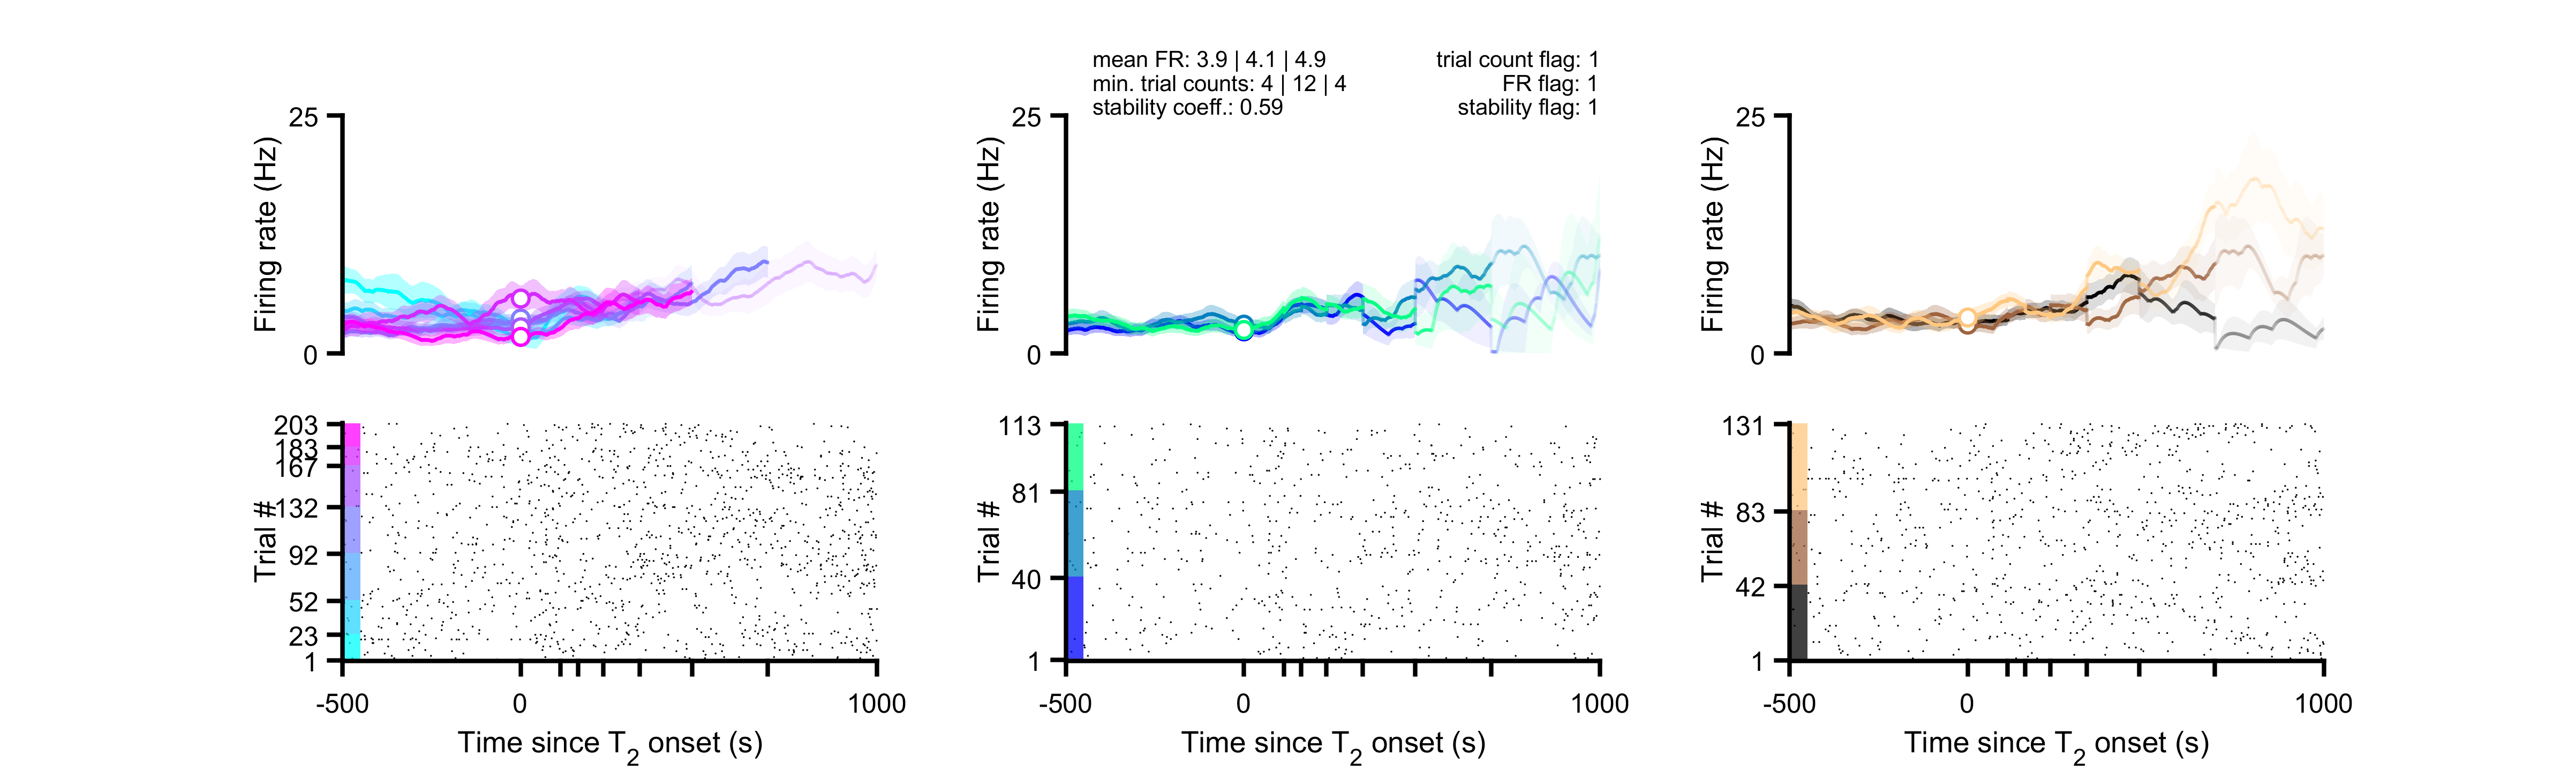 mean FR: 3.9 | 4.1 | 4.9
min. trial counts: 4 | 12 | 4
stability coeff.: 0.59
trial count flag: 1
FR flag: 1
stability flag: 1
25
Firing rate (Hz)
0
25
Firing rate (Hz)
0
25
Firing rate (Hz)
0
203
183
167
132
92
52
23
1
Trial #
-500
0
1000
Time since T2 onset (s)
113
81
40
1
Trial #
-500
0
1000
Time since T2 onset (s)
131
83
42
1
Trial #
-500
0
1000
Time since T2 onset (s)